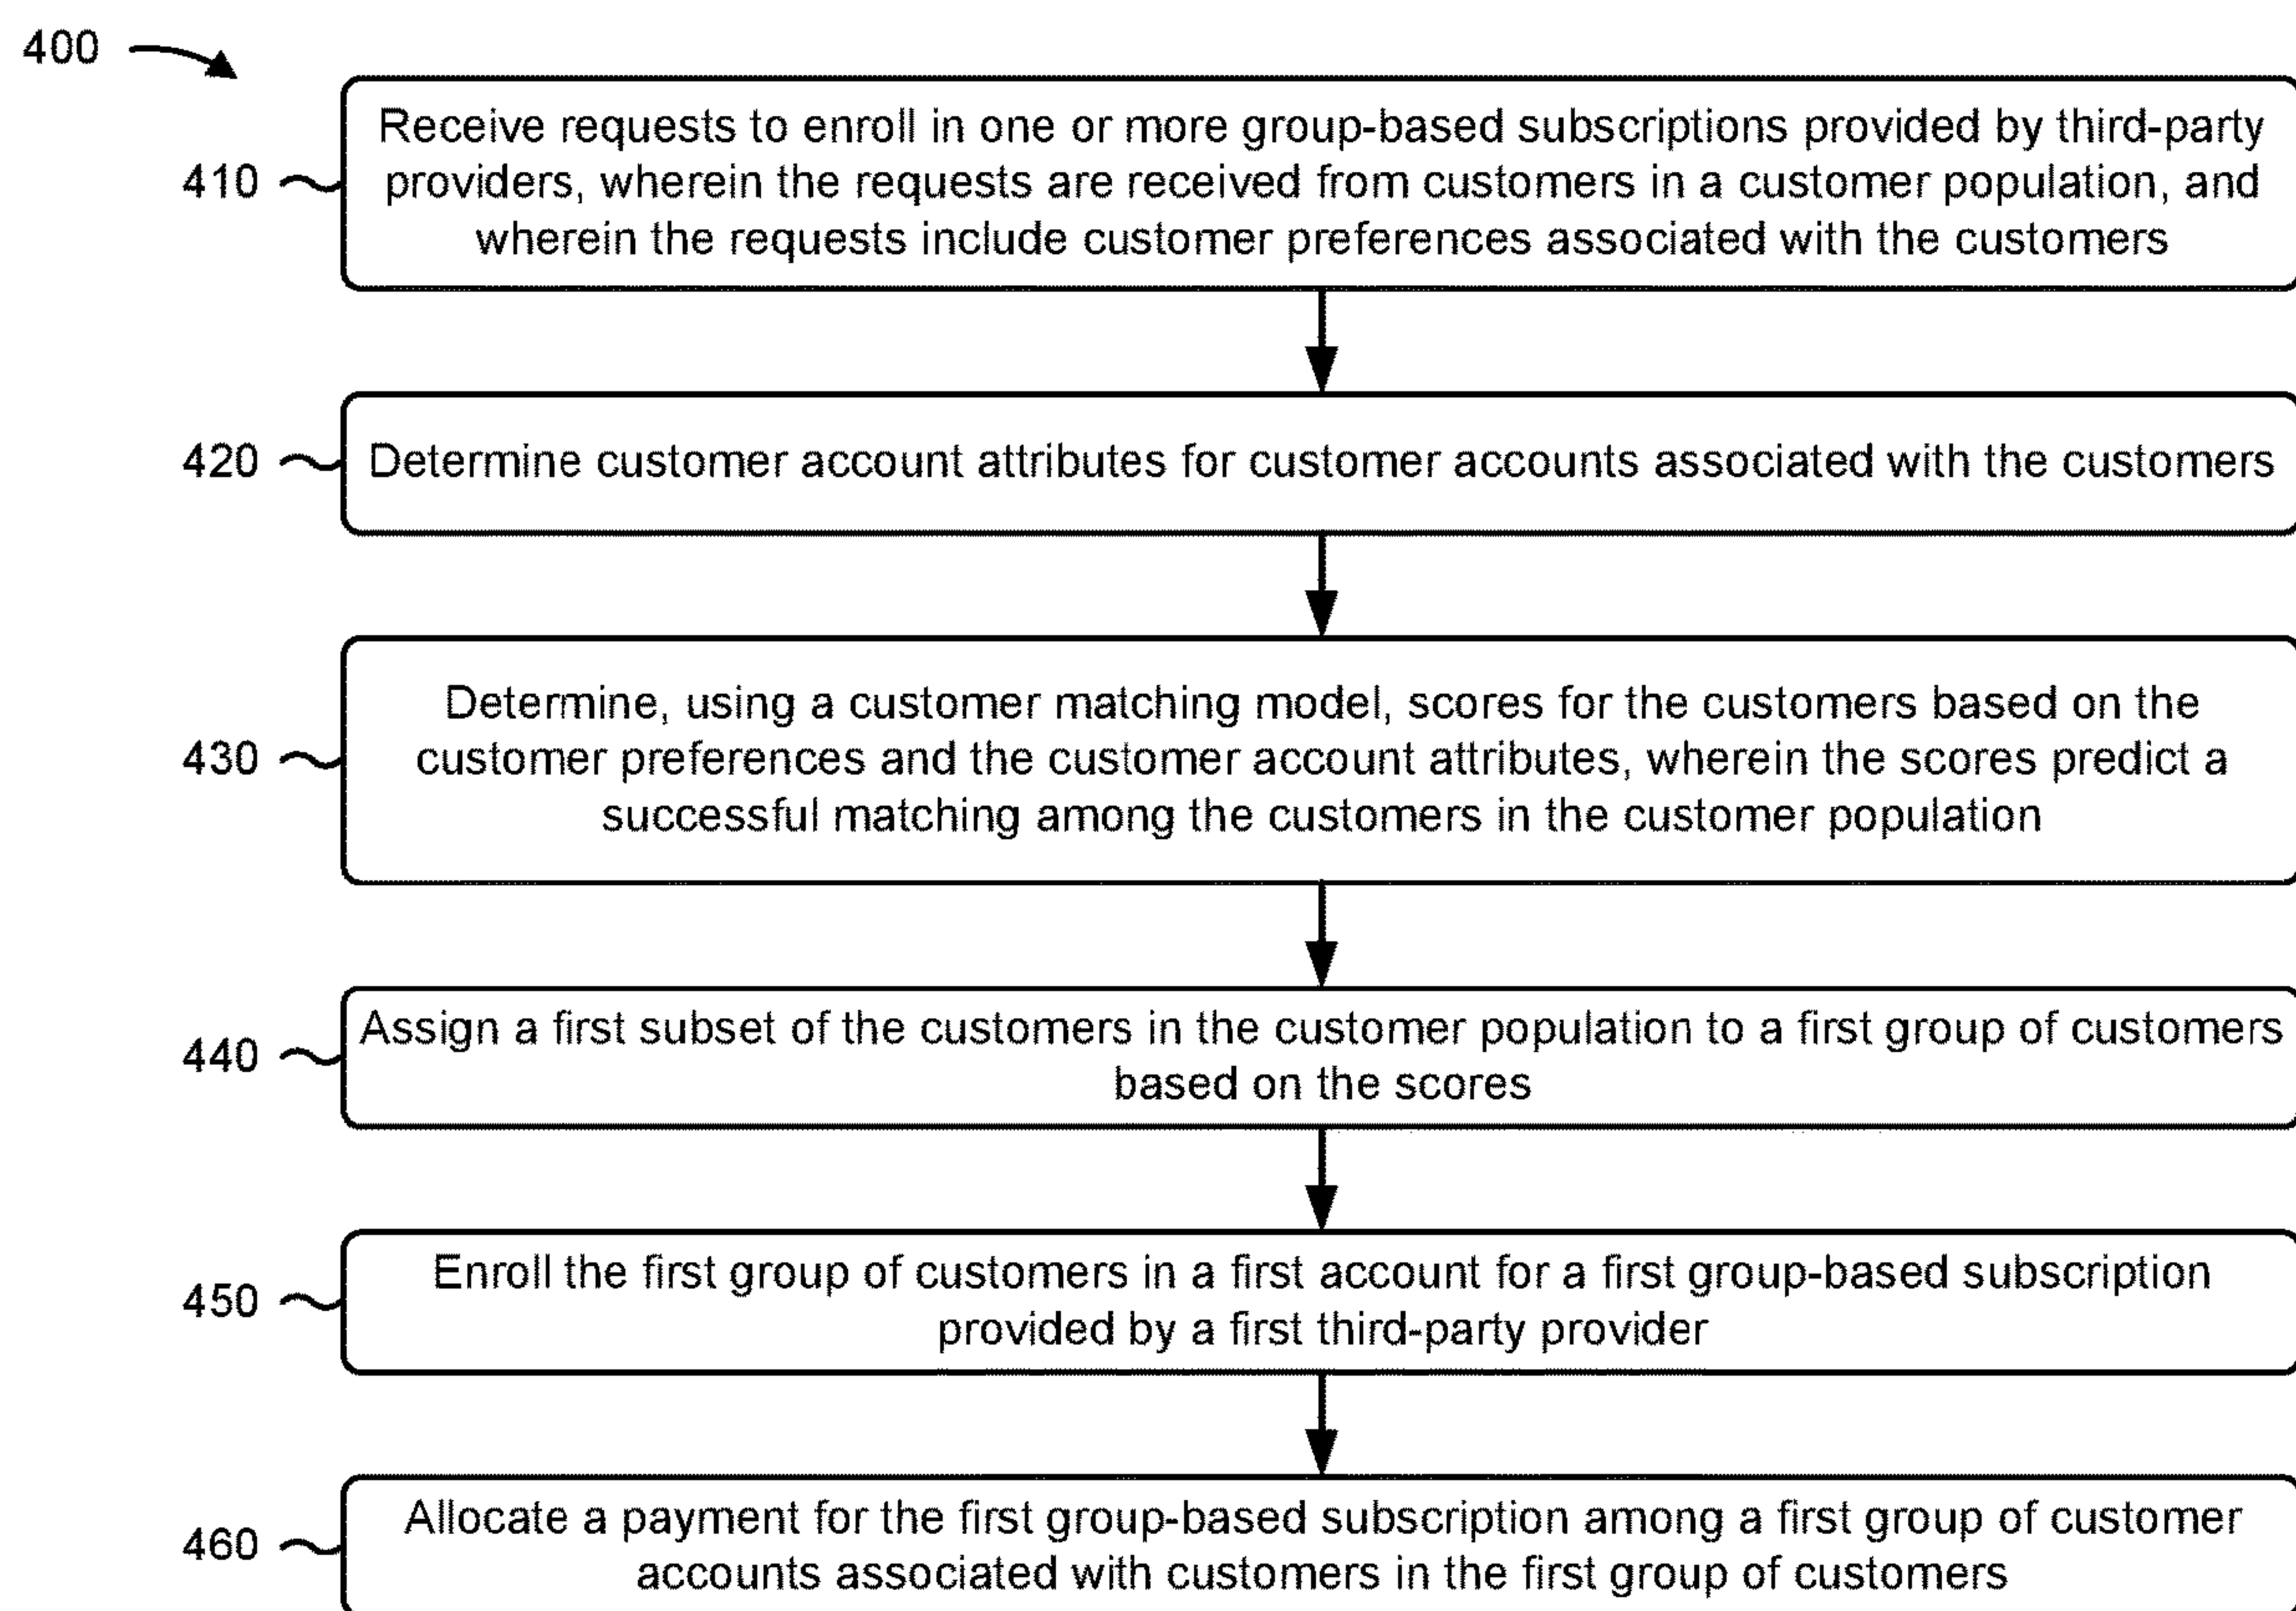 400
410
Receive requests to enroll in one or more group-based subscriptions provided by third-party
providers, wherein the requests are received from customers in a customer population, and
wherein the requests include customer preferences associated with the customers
420
Determine customer account attributes for customer accounts associated with the customers
430
Determine, using a customer matching model, scores for the customers based on the
customer preferences and the customer account attributes, wherein the scores predict a
successful matching among the customers in the customer population
440
Assign a first subset of the customers in the customer population to a first group of customers
based on the scores
450
Enroll the first group of customers in a first account for a first group-based subscription
provided by a first third-party provider
460
Allocate a payment for the first group-based subscription among a first group of customer
accounts associated with customers in the first group of customers